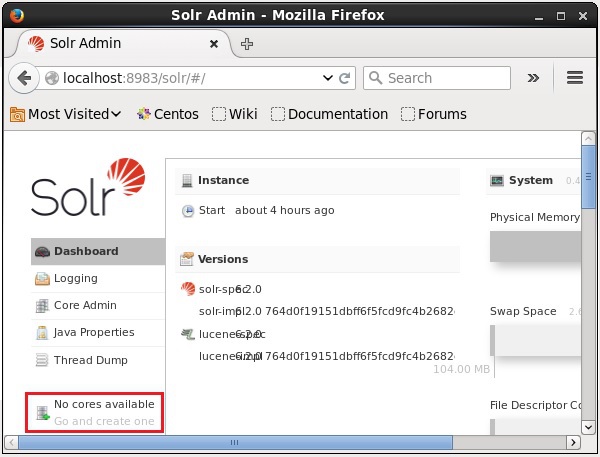 Solr Admin - Mozilla Firefox
Solr Admin
localhost:8983/solr/#/
Search
Most Visited
Centos
Wiki
Documentation
Forums
Solr
Dashboard
Logging
Core Admin
Java Properties
Thread Dump
No cores available
Go and create one
Instance
Start about 4 hours ago
Versions
solr-spec 6.2.0
solr-impl 6.2.0 764d0f19151dbff6f5fcd9fc4b2682
lucene-spec 6.2.0
lucene-impl 6.2.0 764d0f19151dbff6f5fcd9fc4b2682
System 0.4
Physical Memory
Swap Space 2.6
104.00 MB
File Descriptor Co